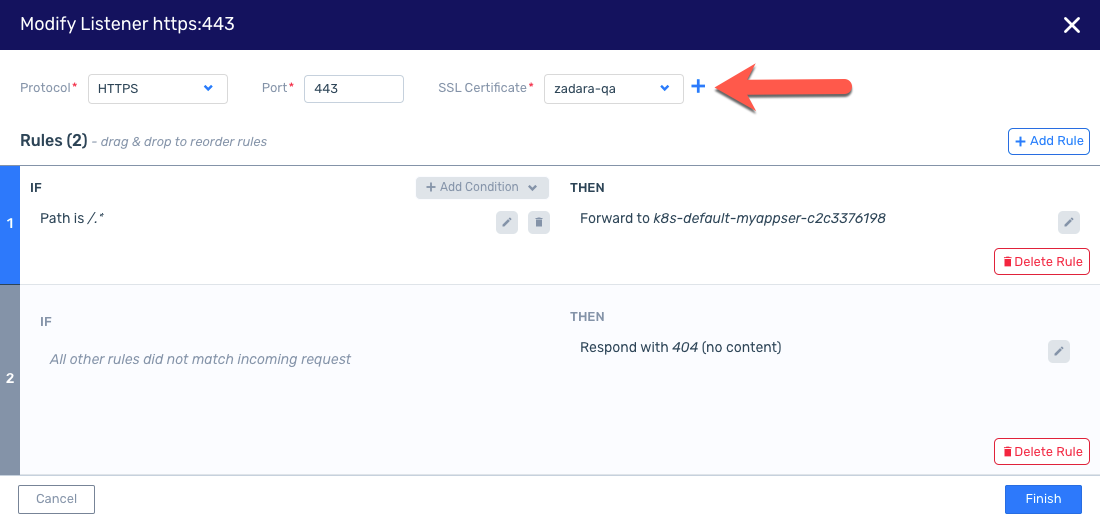 Modify Listener https:443
Protocol* HTTPS Port* 443 SSL Certificate* zadara-qa
Rules (2) - drag & drop to reorder rules + Add Rule
IF + Add Condition THEN
1 Path is /.* Forward to k8s-default-myappser-c2c3376198
Delete Rule
IF THEN
Respond with 404 (no content)
All other rules did not match incoming request
2
Delete Rule
Cancel Finish